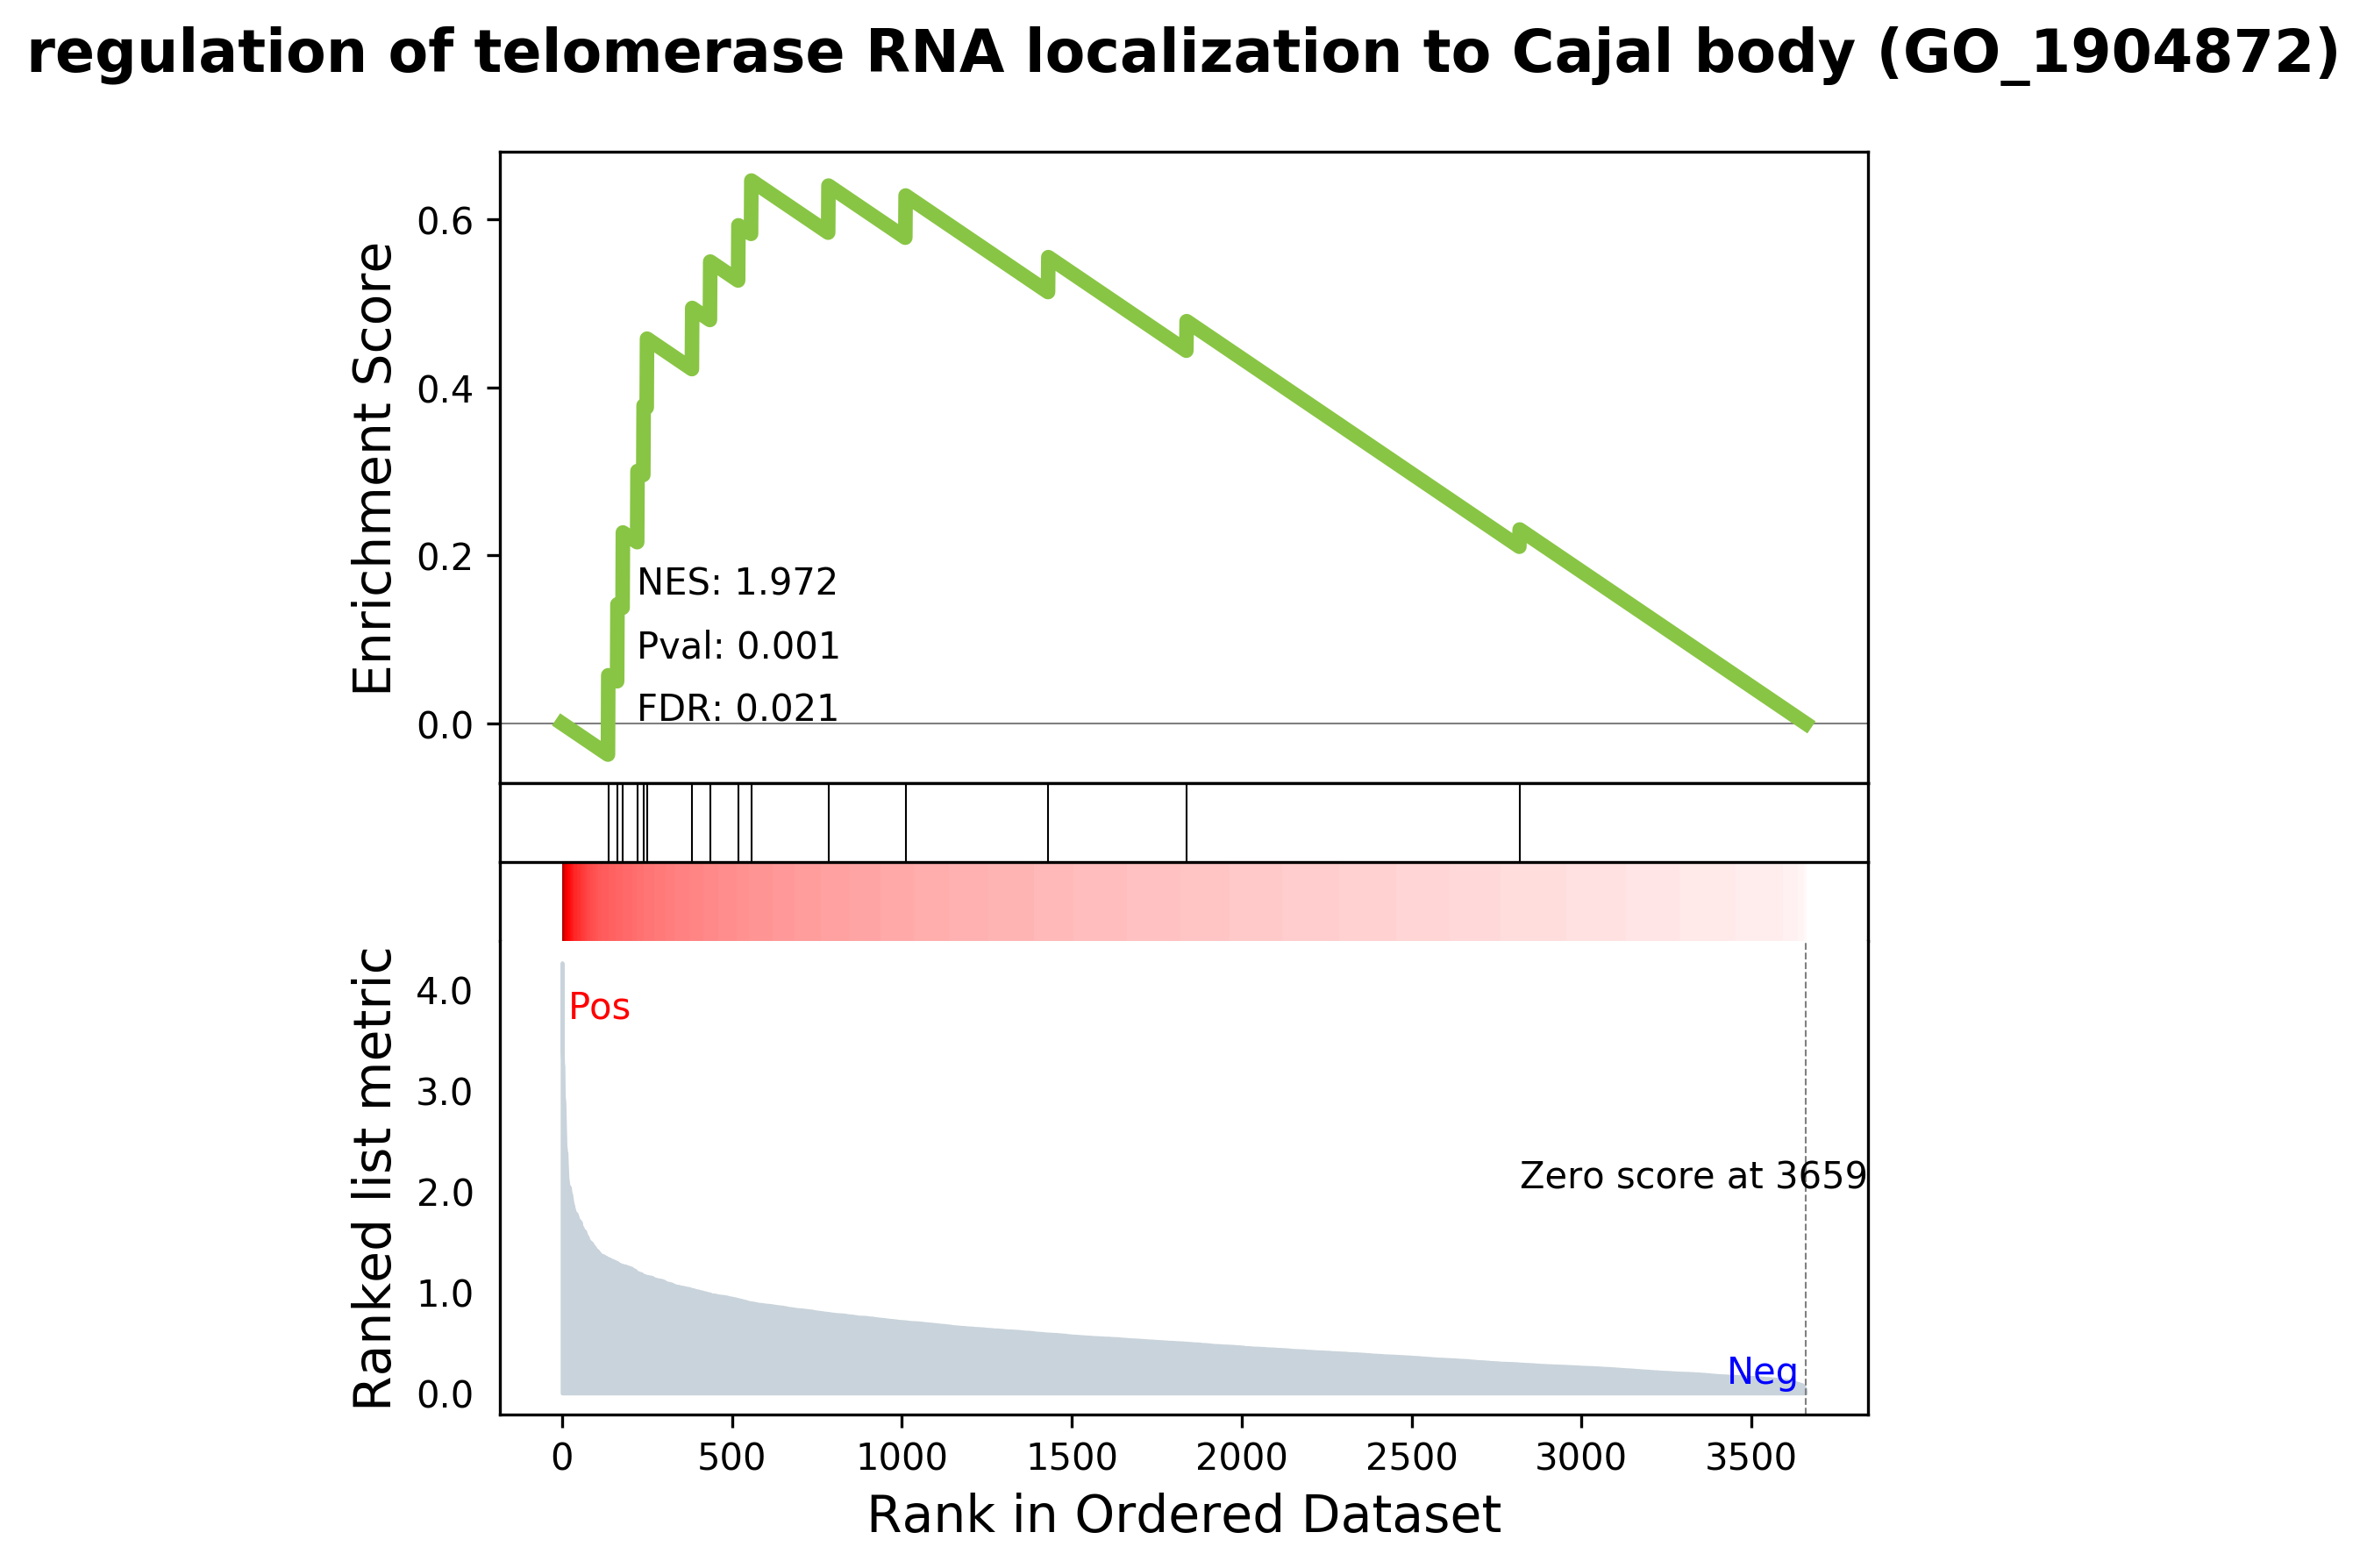 regulation of telomerase RNA localization to Cajal body (GO_1904872)
Enrichment Score
0.6
0.4
0.2
0.0
NES: 1.972
Pval: 0.001
FDR: 0.021
Ranked list metric
4.0
3.0
2.0
1.0
0.0
Pos
Zero score at 3659
Neg
0 500 1000 1500 2000 2500 3000 3500
Rank in Ordered Dataset